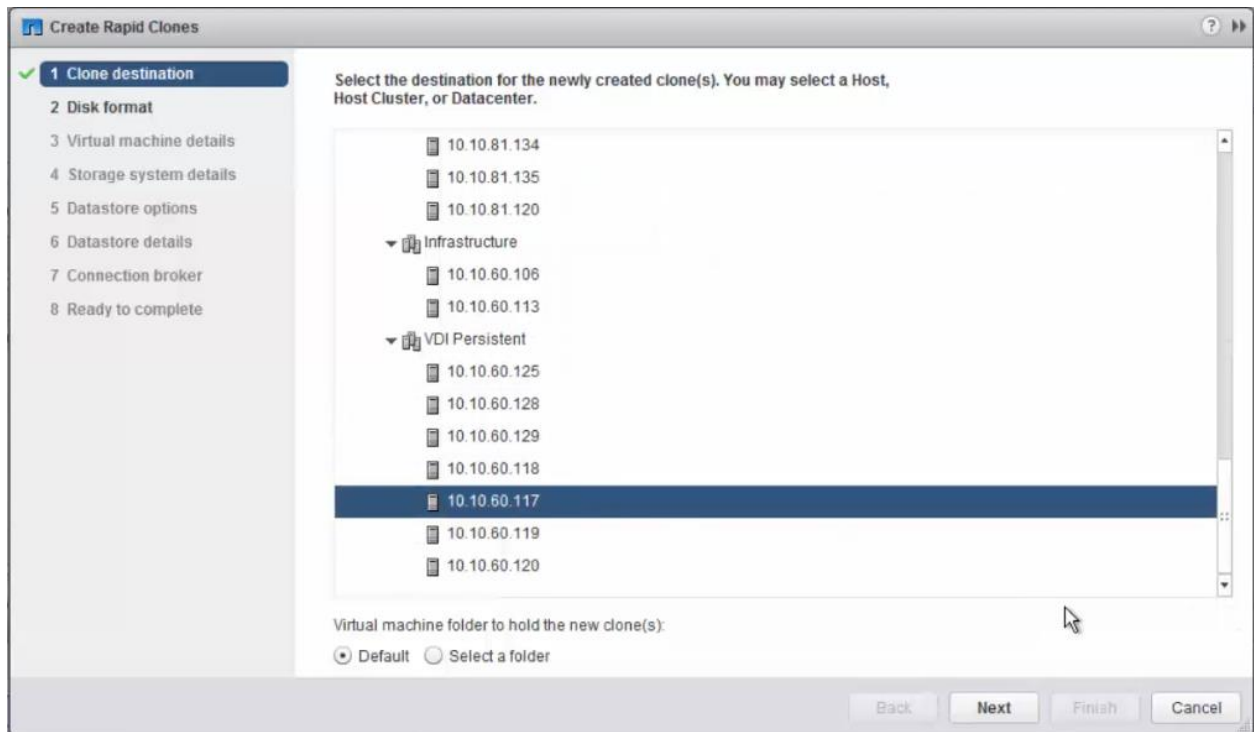 Create Rapid Clones
1 Clone destination
2 Disk format
3 Virtual machine details
4 Storage system details
5 Datastore options
6 Datastore details
7 Connection broker
8 Ready to complete
Select the destination for the newly created clone(s). You may select a Host,
Host Cluster, or Datacenter.
10.10.81.134
10.10.81.135
10.10.81.120
Infrastructure
10.10.60.106
10.10.60.113
VDI Persistent
10.10.60.125
10.10.60.128
10.10.60.129
10.10.60.118
10.10.60.117
10.10.60.119
10.10.60.120
Virtual machine folder to hold the new clone(s):
Default Select a folder
Back Next Finish Cancel